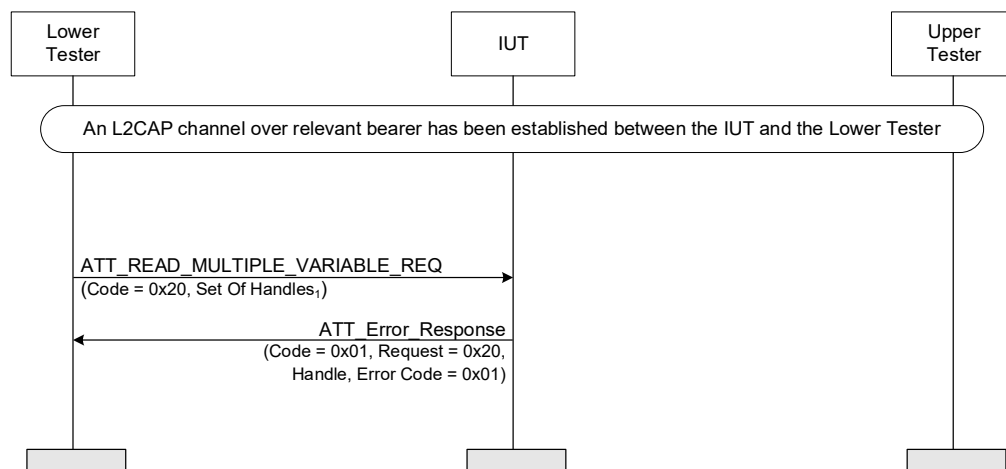 Lower
Tester
IUT
Upper
Tester
An L2CAP channel over relevant bearer has been established between the IUT and the Lower Tester
ATT_READ_MULTIPLE_VARIABLE_REQ
(Code = 0x20, Set Of Handles₁)
ATT_Error_Response
(Code = 0x01, Request = 0x20,
Handle, Error Code = 0x01)